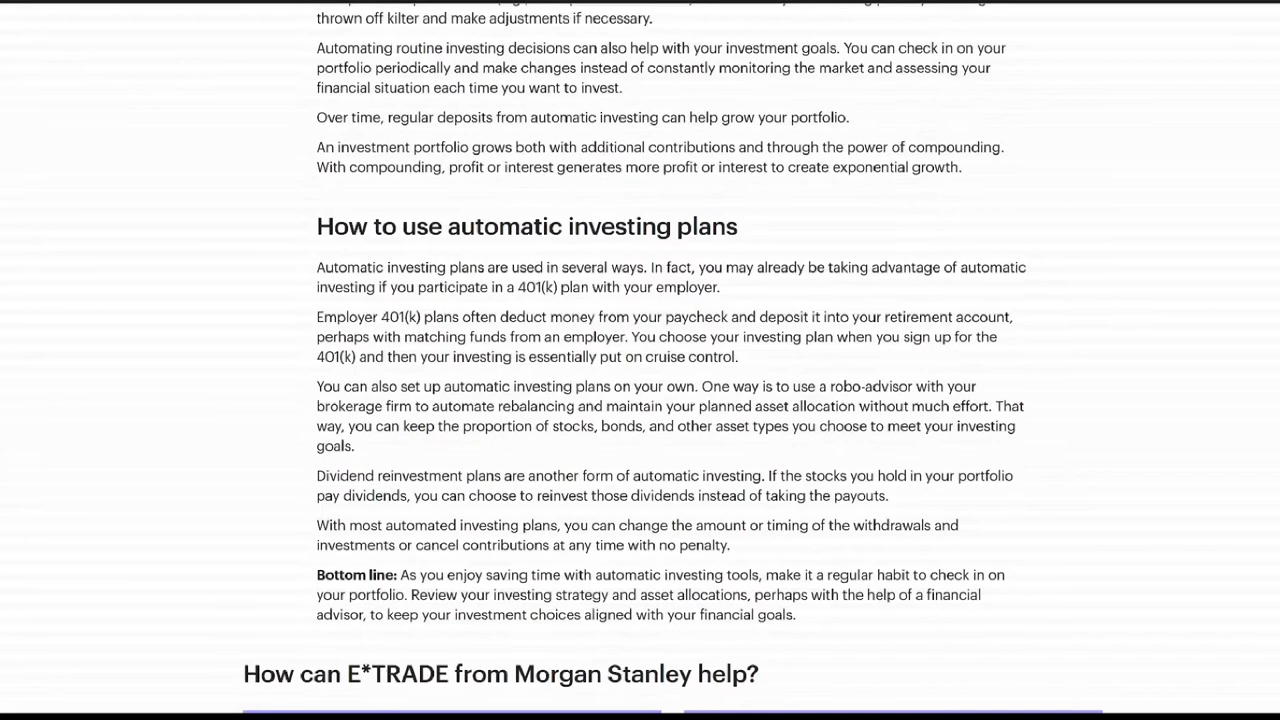 thrown off kilter and make adjustments if necessary.
Automating routine investing decisions can also help with your investment goals. You can check in on your
portfolio periodically and make changes instead of constantly monitoring the market and assessing your
financial situation each time you want to invest.
Over time, regular deposits from automatic investing can help grow your portfolio.
An investment portfolio grows both with additional contributions and through the power of compounding.
With compounding, profit or interest generates more profit or interest to create exponential growth.
How to use automatic investing plans
Automatic investing plans are used in several ways. In fact, you may already be taking advantage of automatic
investing if you participate in a 401(k) plan with your employer.
Employer 401(k) plans often deduct money from your paycheck and deposit it into your retirement account,
perhaps with matching funds from an employer. You choose your investing plan when you sign up for the
401(k) and then your investing is essentially put on cruise control.
You can also set up automatic investing plans on your own. One way is to use a robo-advisor with your
brokerage firm to automate rebalancing and maintain your planned asset allocation without much effort. That
way, you can keep the proportion of stocks, bonds, and other asset types you choose to meet your investing
goals.
Dividend reinvestment plans are another form of automatic investing. If the stocks you hold in your portfolio
pay dividends, you can choose to reinvest those dividends instead of taking the payouts.
With most automated investing plans, you can change the amount or timing of the withdrawals and
investments or cancel contributions at any time with no penalty.
Bottom line: As you enjoy saving time with automatic investing tools, make it a regular habit to check in on
your portfolio. Review your investing strategy and asset allocations, perhaps with the help of a financial
advisor, to keep your investment choices aligned with your financial goals.
How can E*TRADE from Morgan Stanley help?